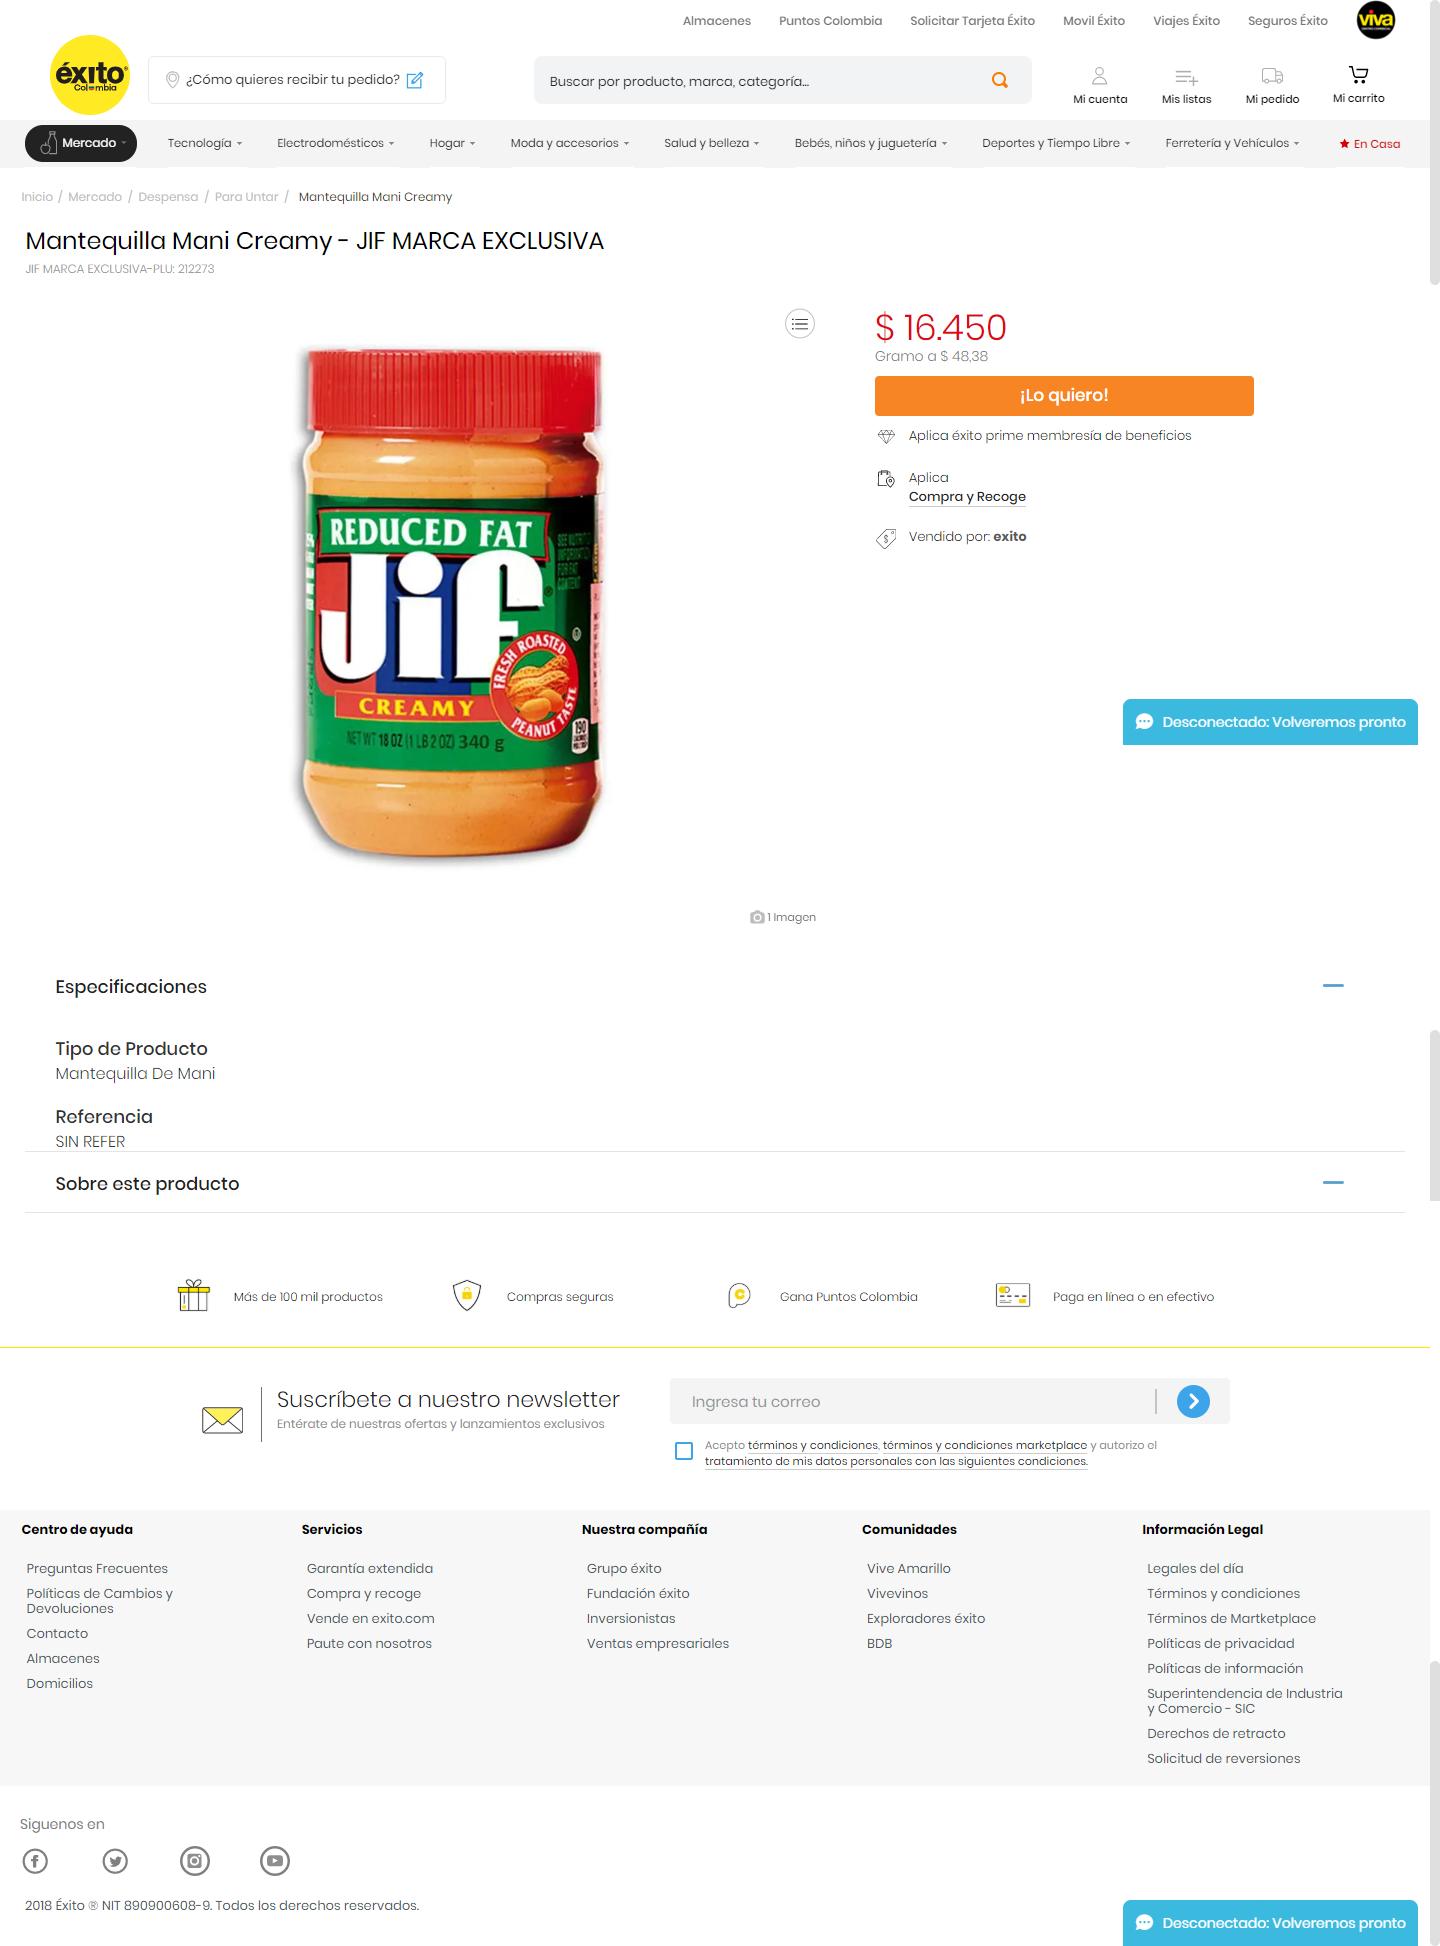 Almacenes Puntos Colombia Solicitar Tarjeta Éxito Movil Éxito Viajes Éxito Seguros Éxito viva
éxito
Colombia
¿Cómo quieres recibir tu pedido?
Buscar por producto, marca, categoría...
Mi cuenta Mis listas Mi pedido Mi carrito
Mercado Tecnología Electrodomésticos Hogar Moda y accesorios Salud y belleza Bebés, niños y juguetería Deportes y Tiempo Libre Ferretería y Vehículos En Casa
Inicio / Mercado / Despensa / Para Untar / Mantequilla Mani Creamy
Mantequilla Mani Creamy - JIF MARCA EXCLUSIVA
JIF MARCA EXCLUSIVA-PLU: 212273
REDUCED FAT
Jif
FRESH ROASTED
PEANUT TASTE
CREAMY
NET WT 18 OZ (1 LB 2 OZ) 340 g
190
$ 16.450
Gramo a $ 48,38
¡Lo quiero!
Aplica éxito prime membresía de beneficios
Aplica
Compra y Recoge
Vendido por: exito
Desconectado: Volveremos pronto
1 Imagen
Especificaciones
Tipo de Producto
Mantequilla De Mani
Referencia
SIN REFER
Sobre este producto
Más de 100 mil productos Compras seguras Gana Puntos Colombia Paga en línea o en efectivo
Suscríbete a nuestro newsletter
Entérate de nuestras ofertas y lanzamientos exclusivos
Ingresa tu correo
Acepto términos y condiciones, términos y condiciones marketplace y autorizo el
tratamiento de mis datos personales con las siguientes condiciones.
Centro de ayuda
Preguntas Frecuentes
Políticas de Cambios y
Devoluciones
Contacto
Almacenes
Domicilios
Servicios
Garantía extendida
Compra y recoge
Vende en exito.com
Paute con nosotros
Nuestra compañía
Grupo éxito
Fundación éxito
Inversionistas
Ventas empresariales
Comunidades
Vive Amarillo
Vivevinos
Exploradores éxito
BDB
Información Legal
Legales del día
Términos y condiciones
Términos de Martketplace
Políticas de privacidad
Políticas de información
Superintendencia de Industria
y Comercio - SIC
Derechos de retracto
Solicitud de reversiones
Siguenos en
2018 Éxito ® NIT 890900608-9. Todos los derechos reservados.
Desconectado: Volveremos pronto